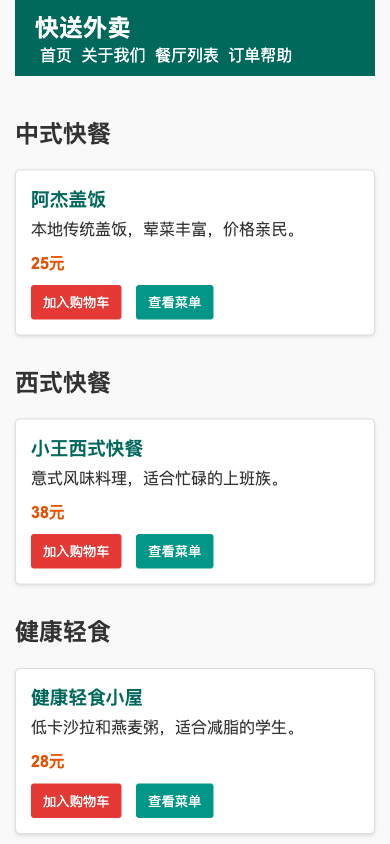 快送外卖
首页 关于我们 餐厅列表 订单帮助
中式快餐
阿杰盖饭
本地传统盖饭，荤菜丰富，价格亲民。
25元
加入购物车 查看菜单
西式快餐
小王西式快餐
意式风味料理，适合忙碌的上班族。
38元
加入购物车 查看菜单
健康轻食
健康轻食小屋
低卡沙拉和燕麦粥，适合减脂的学生。
28元
加入购物车 查看菜单